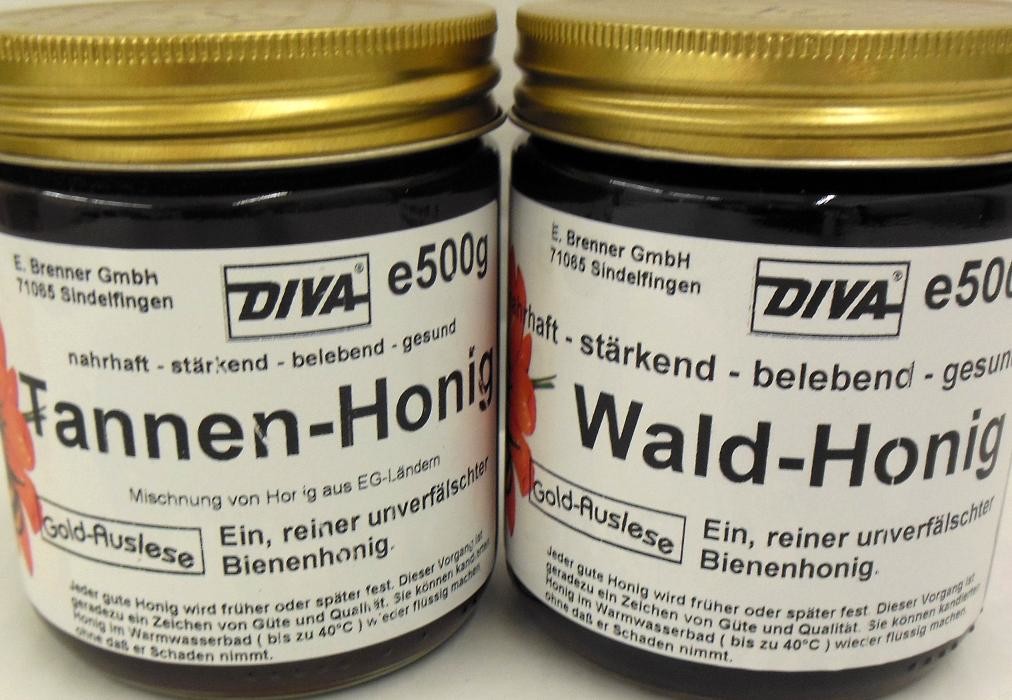 E. Brenner GmbH
71065 Sindelfingen
DIVA®
e500g
nahrhaft - stärkend - belebend - gesund
Tannen-Honig
Mischnung von Honig aus EG-Ländern
Gold-Auslese
Ein, reiner unverfälschter
Bienenhonig.
Jeder gute Honig wird früher oder später fest. Dieser Vorgang ist
geradezu ein Zeichen von Güte und Qualität. Sie können kandierten
Honig im Warmwasserbad ( bis zu 40°C ) wieder flüssig machen,
ohne daß er Schaden nimmt.
E. Brenner GmbH
71065 Sindelfingen
DIVA®
e500
nahrhaft - stärkend - belebend - gesun
Wald-Honig
Gold-Auslese
Ein, reiner unverfälschter
Bienenhonig.
Jeder gute Honig wird früher oder später fest. Dieser Vorgang ist
geradezu ein Zeichen von Güte und Qualität. Sie können kandierten
Honig im Warmwasserbad ( bis zu 40°C ) wieder flüssig machen,
ohne daß er Schaden nimmt.